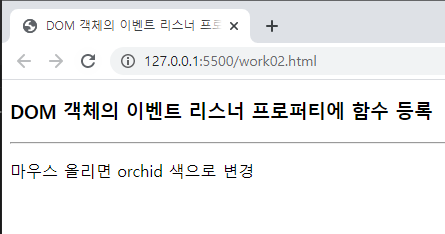 DOM 객체의 이벤트 리스너 프로
127.0.0.1:5500/work02.html
DOM 객체의 이벤트 리스너 프로퍼티에 함수 등록
마우스 올리면 orchid 색으로 변경